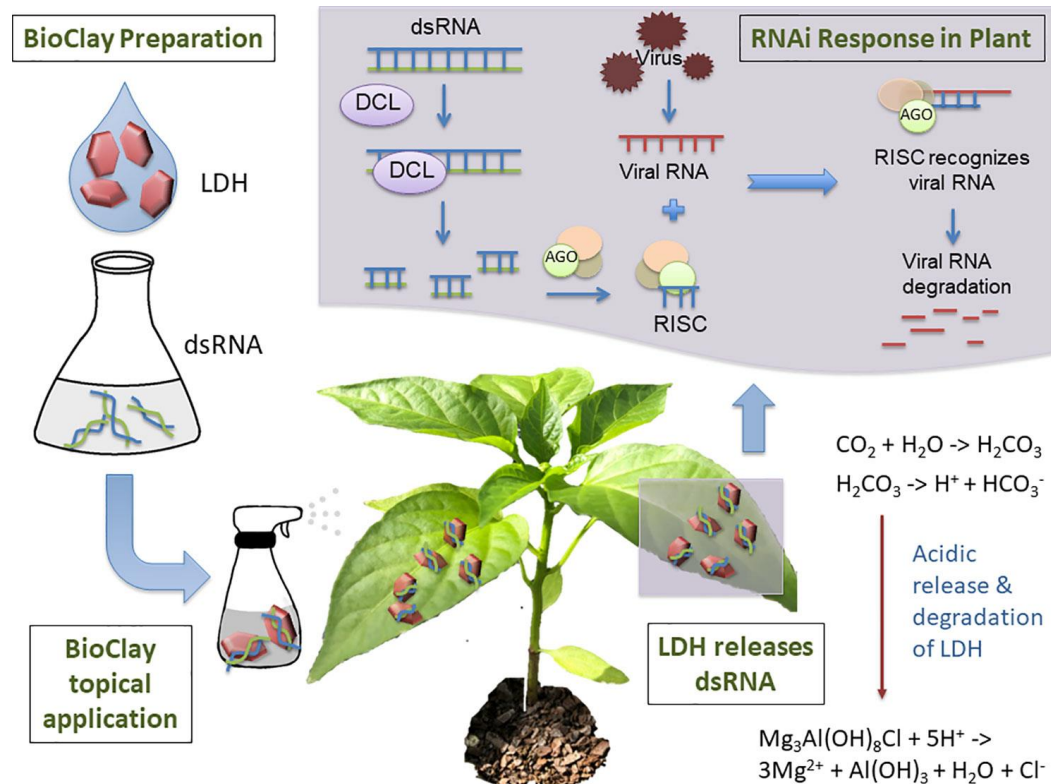 BioClay Preparation
LDH
dsRNA
BioClay
topical
application
dsRNA
DCL
DCL
AGO
Virus
Viral RNA
RISC
RNAi Response in Plant
AGO
RISC recognizes
viral RNA
Viral RNA
degradation
LDH releases
dsRNA
CO₂ + H₂O -> H₂CO₃
H₂CO₃ -> H⁺ + HCO₃⁻
Acidic
release &
degradation
of LDH
Mg₃Al(OH)₈Cl + 5H⁺ ->
3Mg²⁺ + Al(OH)₃ + H₂O + Cl⁻